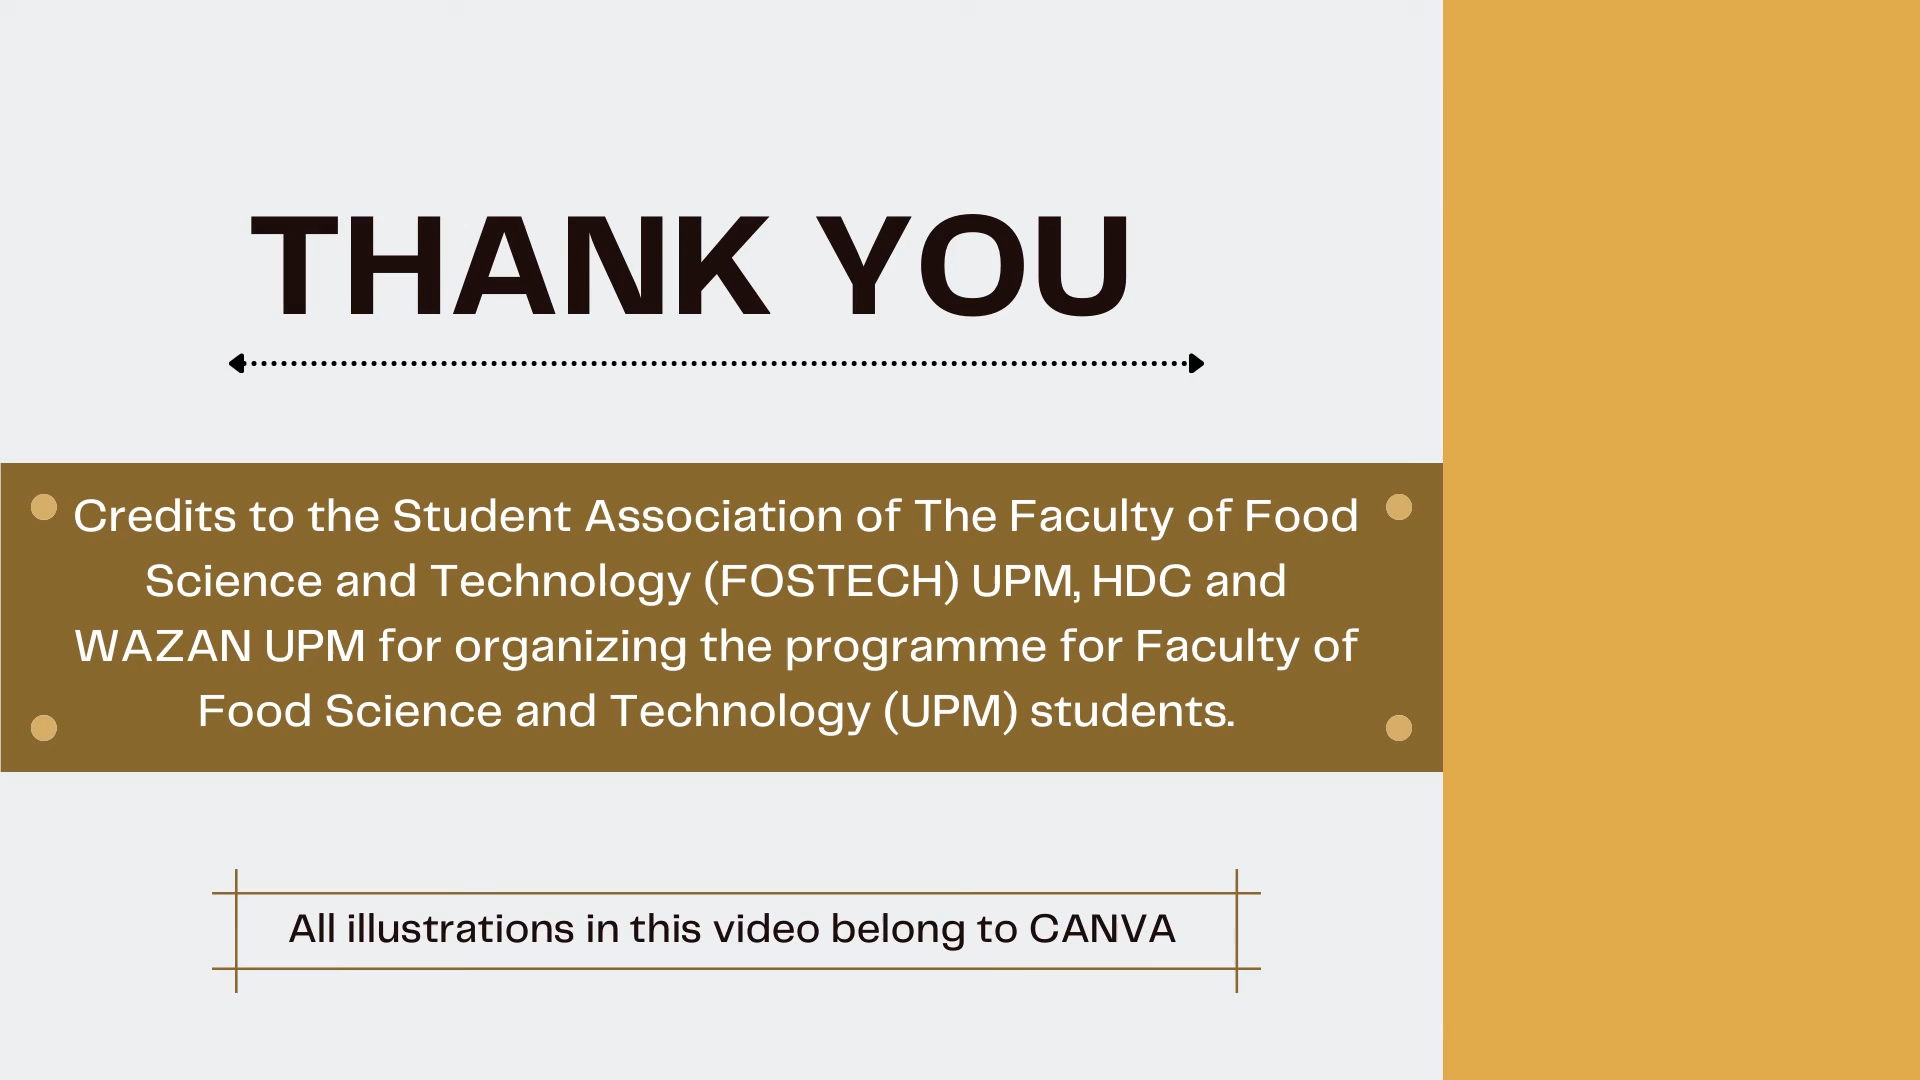 THANK YOU
Credits to the Student Association of The Faculty of Food
Science and Technology (FOSTECH) UPM, HDC and
WAZAN UPM for organizing the programme for Faculty of
Food Science and Technology (UPM) students.
All illustrations in this video belong to CANVA